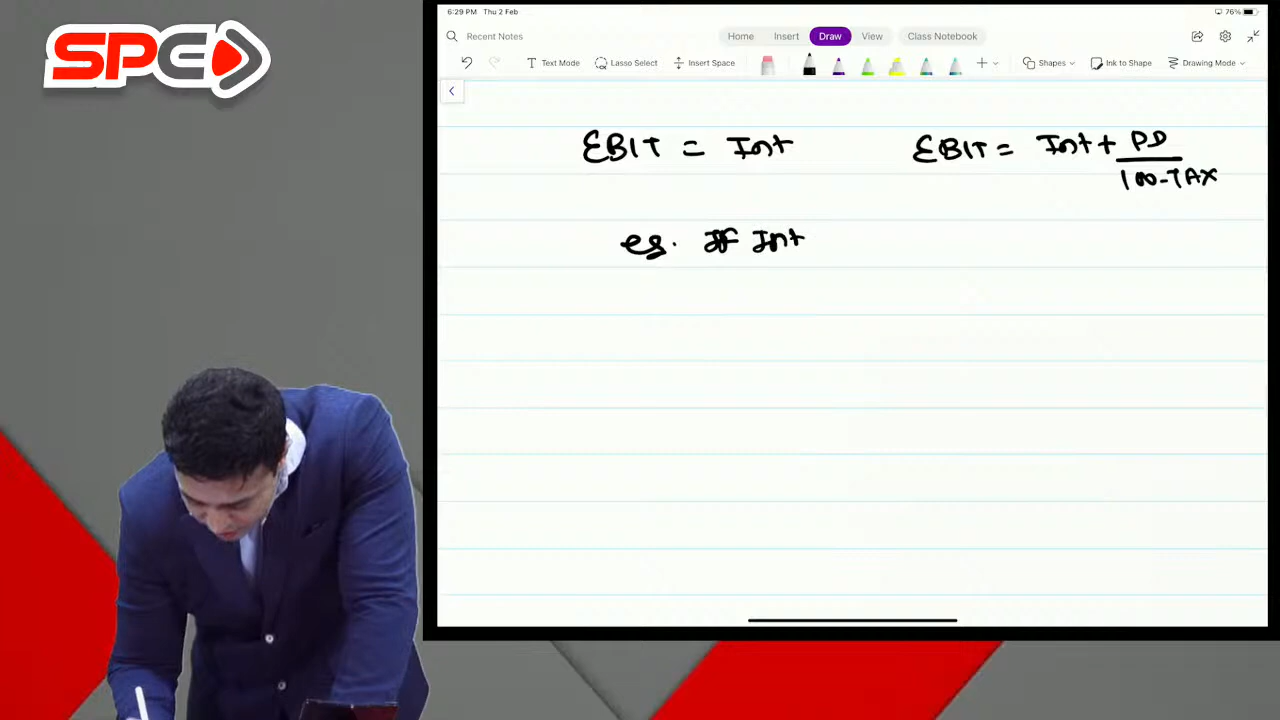 SPED
6:29 PM Thu 2 Feb
76%
Recent Notes
Home Insert Draw View Class Notebook
Text Mode Lasso Select Insert Space Shapes Ink to Shape Drawing Mode
EBIT = Int
EBIT = Int + PD
100-TAX
eg. If Int